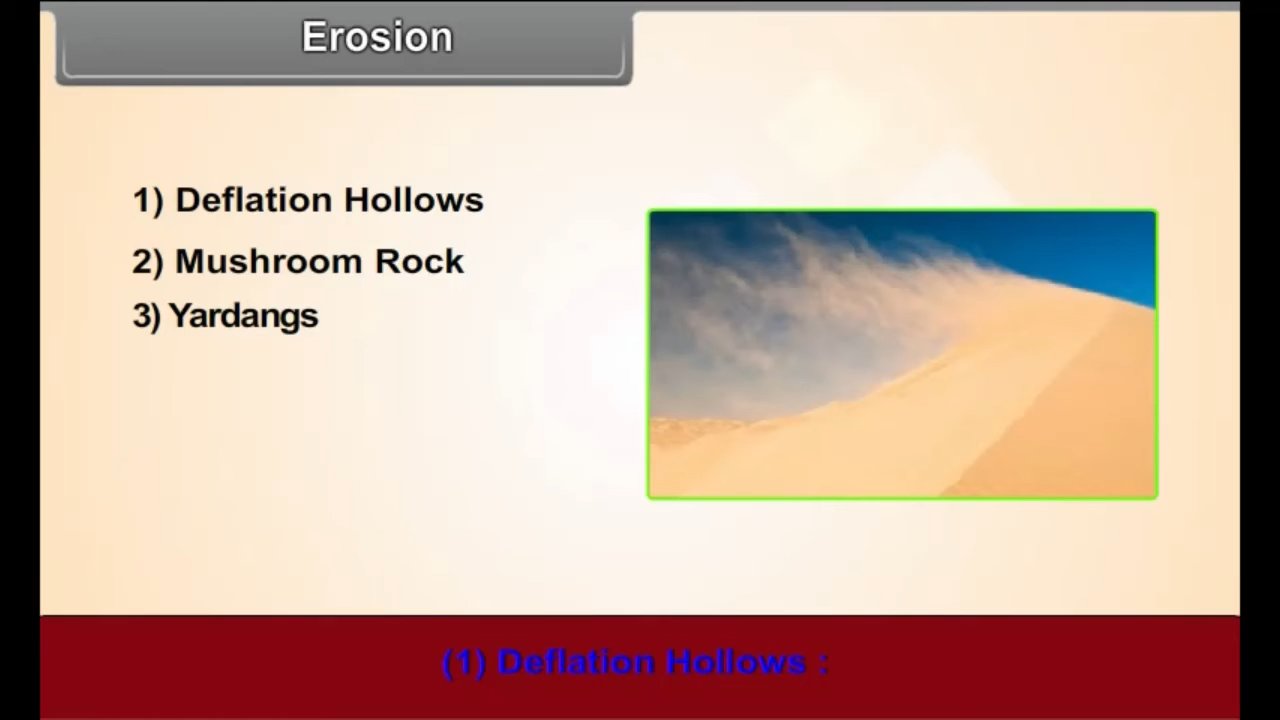 Erosion
1) Deflation Hollows
2) Mushroom Rock
3) Yardangs
(1) Deflation Hollows :